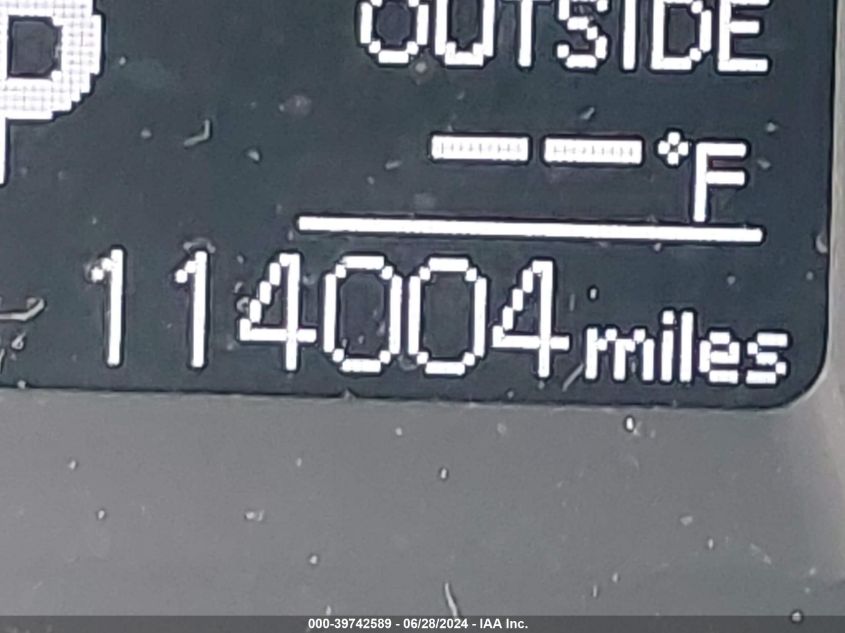 P
OUTSIDE
-- °F
114004 miles
000-39742589 - 06/28/2024 - IAA Inc.